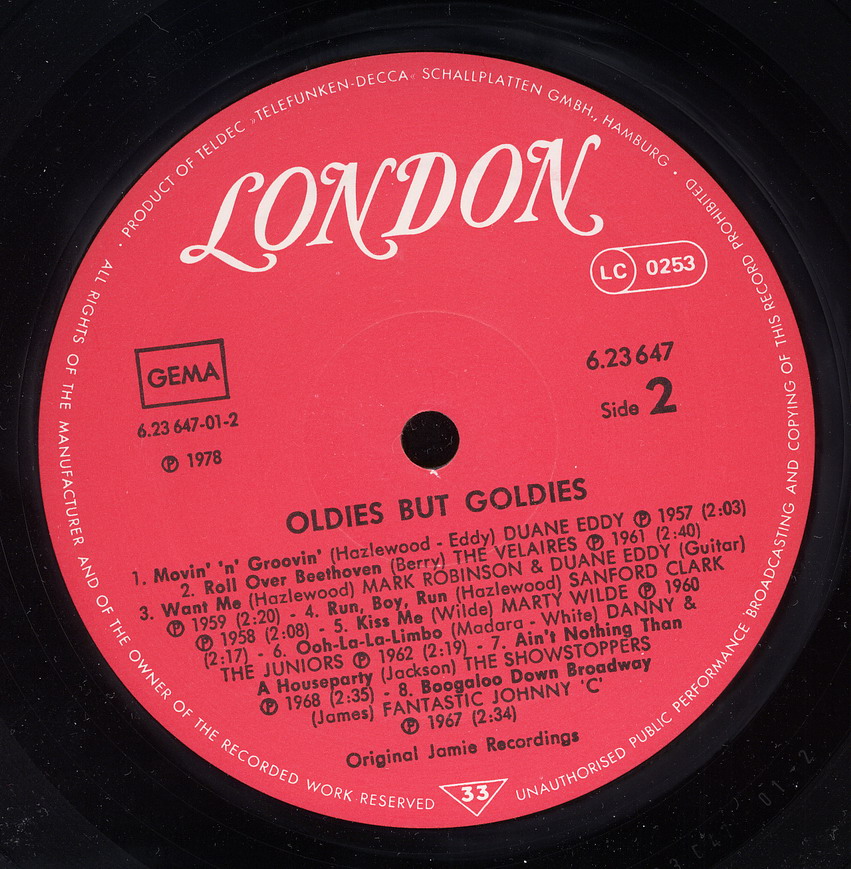 · PRODUCT OF TELDEC »TELEFUNKEN-DECCA« SCHALLPLATTEN GMBH., HAMBURG ·
LONDON
LC 0253
GEMA
6.23 647-01-2
Ⓟ 1978
6.23 647
Side 2
OLDIES BUT GOLDIES
1. Movin' 'n' Groovin' (Hazlewood - Eddy) DUANE EDDY Ⓟ 1957 (2:03)
2. Roll Over Beethoven (Berry) THE VELAIRES Ⓟ 1961 (2:40)
3. Want Me (Hazlewood) MARK ROBINSON & DUANE EDDY (Guitar)
Ⓟ 1959 (2:20) - 4. Run, Boy, Run (Hazlewood) SANFORD CLARK
Ⓟ 1958 (2:08) - 5. Kiss Me (Wilde) MARTY WILDE Ⓟ 1960
(2:17) - 6. Ooh-La-La-Limbo (Madara - White) DANNY &
THE JUNIORS Ⓟ 1962 (2:19) - 7. Ain't Nothing Than
A Houseparty (Jackson) THE SHOWSTOPPERS
Ⓟ 1968 (2:35) - 8. Boogaloo Down Broadway
(James) FANTASTIC JOHNNY 'C'
Ⓟ 1967 (2:34)
Original Jamie Recordings
33
ALL RIGHTS OF THE MANUFACTURER AND OF THE OWNER OF THE RECORDED WORK RESERVED
UNAUTHORISED PUBLIC PERFORMANCE BROADCASTING AND COPYING OF THIS RECORD PROHIBITED